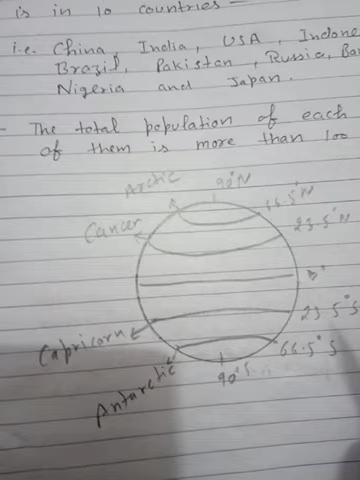 is in 10 countries -
i.e. China, India, USA, Indone
Brazil, Pakistan, Russia, Ba
Nigeria and Japan.
- The total population of each
of them is more than 100
Arctic
90°N
66.5°N
Cancer
23.5°N
0°
23.5°S
Capricorn
66.5°S
Antarctic
90°S